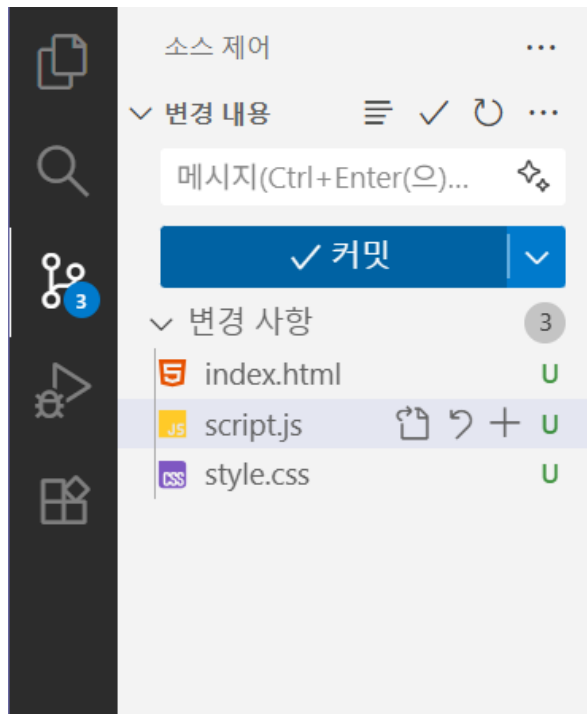 소스 제어
변경 내용
메시지(Ctrl+Enter(으)...
커밋
3
변경 사항 3
index.html U
JS script.js U
CSS style.css U